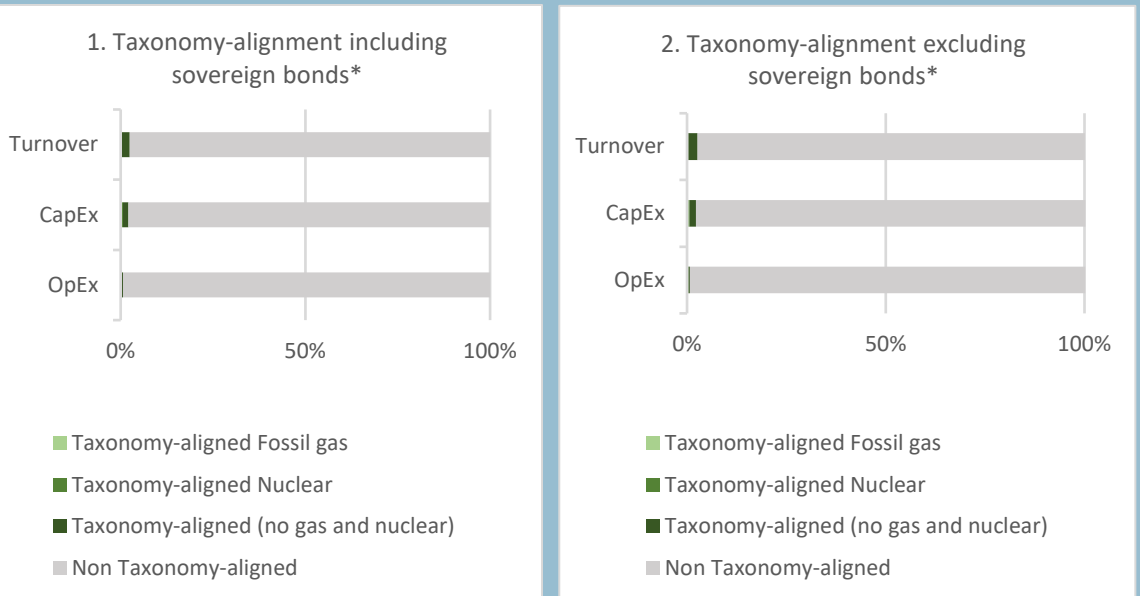 1. Taxonomy-alignment including
sovereign bonds*
Turnover
CapEx
OpEx
0%
50%
100%
Taxonomy-aligned Fossil gas
Taxonomy-aligned Nuclear
Taxonomy-aligned (no gas and nuclear)
Non Taxonomy-aligned
2. Taxonomy-alignment excluding
sovereign bonds*
Turnover
CapEx
OpEx
0%
50%
100%
Taxonomy-aligned Fossil gas
Taxonomy-aligned Nuclear
Taxonomy-aligned (no gas and nuclear)
Non Taxonomy-aligned